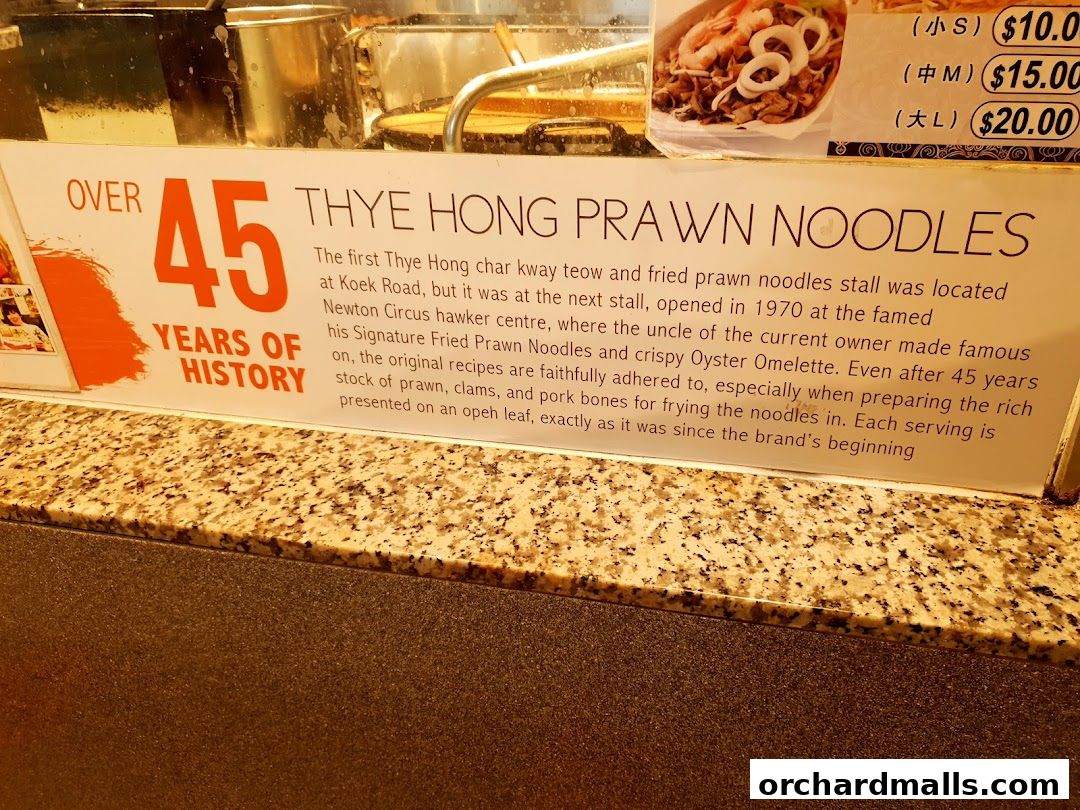 (小 S) $10.0
(中 M) $15.00
(大 L) $20.00
OVER 45
YEARS OF
HISTORY
THYE HONG PRAWN NOODLES
The first Thye Hong char kway teow and fried prawn noodles stall was located
at Koek Road, but it was at the next stall, opened in 1970 at the famed
Newton Circus hawker centre, where the uncle of the current owner made famous
his Signature Fried Prawn Noodles and crispy Oyster Omelette. Even after 45 years
on, the original recipes are faithfully adhered to, especially when preparing the rich
stock of prawn, clams, and pork bones for frying the noodles in. Each serving is
presented on an opeh leaf, exactly as it was since the brand's beginning
orchardmalls.com